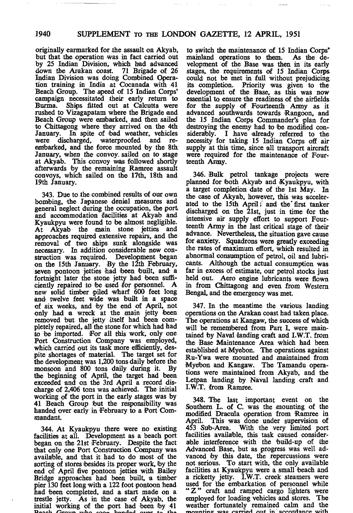 1940 SUPPLEMENT TO THE LONDON GAZETTE, 12 APRIL, 1951
originally earmarked for the assault on Akyab,
but that the operation was in fact carried out
by 25 Indian Division, which had advanced
down the Arakan coast. 71 Brigade of 26
Indian Division was doing Combined Opera-
tion training in India at Cocanada with 41
Beach Group. The speed of 15 Indian Corps'
campaign necessitated their early return to
Burma. Ships fitted out at Calcutta were
rushed to Vizagapatam where the Brigade and
Beach Group were embarked, and then sailed
to Chittagong where they arrived on the 4th
January. In spite of bad weather, vehicles
were discharged, waterproofed and re-
embarked, and the force mounted by the 8th
January, when the convoy sailed on to stage
at Akyab. This convoy was followed shortly
afterwards by the remaining Ramree assault
convoys, which sailed on the 17th, 18th and
19th January.
343. Due to the combined results of our own
bombing, the Japanese denial measures and
general neglect during the occupation, the port
and accommodation facilities at Akyab and
Kyaukpyu were found to be almost negligible.
At Akyab the main stone jetties and
approaches required extensive repairs, and the
removal of two ships sunk alongside was
necessary. In addition considerable new con-
struction was required. Development began
on the 15th January. By the 12th February,
seven pontoon jetties had been built, and a
fortnight later the stone jetty had been suffi-
ciently repaired to be used for personnel. A
new solid timber piled wharf 600 feet long
and twelve feet wide was built in a space
of six weeks, and by the end of April, not
only had a wreck at the main jetty been
removed but the jetty itself had been com-
pletely repaired, all the stone for which had had
to be imported. For all this work, only one
Port Construction Company was employed,
which carried out its task most efficiently, des-
pite shortages of material. The target set for
the development was 1,200 tons daily before the
monsoon and 800 tons daily during it. By
the beginning of April, the target had been
exceeded and on the 3rd April a record dis-
charge of 2,406 tons was achieved. The initial
working of the port in the early stages was by
41 Beach Group but the responsibility was
handed over early in February to a Port Com-
mandant.
344. At Kyaukpyu there were no existing
facilities at all. Development as a beach port
began on the 21st February. Despite the fact
that only one Port Construction Company was
available, and that it had to do most of the
sorting of stores besides its proper work, by the
end of April five pontoon jetties with Bailey
Bridge approaches had been built, a timber
pier 130 feet long with a 122 foot pontoon head
had been completed, and a start made on a
trestle jetty. As in the case of Akyab, the
initial working of the port had been by 41
to switch the maintenance of 15 Indian Corps'
mainland operations to them. As the de-
velopment of the Base was then in its early
stages, the requirements of 15 Indian Corps
could not be met in full without prejudicing
its completion. Priority was given to the
development of the Base, as this was now
essential to ensure the readiness of the airfields
for the supply of Fourteenth Army as it
advanced southwards towards Rangoon, and
the 15 Indian Corps Commander's plan for
destroying the enemy had to be modified con-
siderably. I have already referred to the
necessity for taking 15 Indian Corps off air
supply at this time, since all transport aircraft
were required for the maintenance of Four-
teenth Army.
346. Bulk petrol tankage projects were
planned for both Akyab and Kyaukpyu, with
a target completion date of the 1st May. In
the case of Akyab, however, this was acceler-
ated to the 15th April; and the first tanker
discharged on the 21st, just in time for the
intensive air supply effort to support Four-
teenth Army in the last critical stage of their
advance. Nevertheless, the situation gave cause
for anxiety. Squadrons were greatly exceeding
the rates of maximum effort, which resulted in
abnormal consumption of petrol, oil and lubri-
cants. Although the actual consumption was
far in excess of estimate, our petrol stocks just
held out. Aero engine lubricants were flown
in from Chittagong and even from Western
Bengal, and the emergency was met.
347. In the meantime the various landing
operations on the Arakan coast had taken place.
The operations at Kangaw, the success of which
will be remembered from Part I, were main-
tained by Naval landing craft and I.W.T. from
the Base Maintenance Area which had been
established at Myebon. The operations against
Ru-Ywa were mounted and maintained from
Myebon and Kangaw. The Tamandu opera-
tions were maintained from Akyab, and the
Letpan landing by Naval landing craft and
I.W.T. from Ramree.
348. The last important event on the
Southern L. of C. was the mounting of the
modified Dracula operation from Ramree in
April. This was done under supervision of
453 Sub-Area. With the very limited port
facilities available, this task caused consider-
able interference with the build-up of the
Advanced Base, but as progress was well ad-
vanced by this date, the repercussions were
not serious. To start with, the only available
facilities at Kyaukpyu were a small beach and
a rickety jetty. I.W.T. creek steamers were
used for the embarkation of personnel while
"Z" craft and ramped cargo lighters were
employed for loading vehicles and stores. The
weather fortunately remained calm and the
mounting was carried out in accordance with